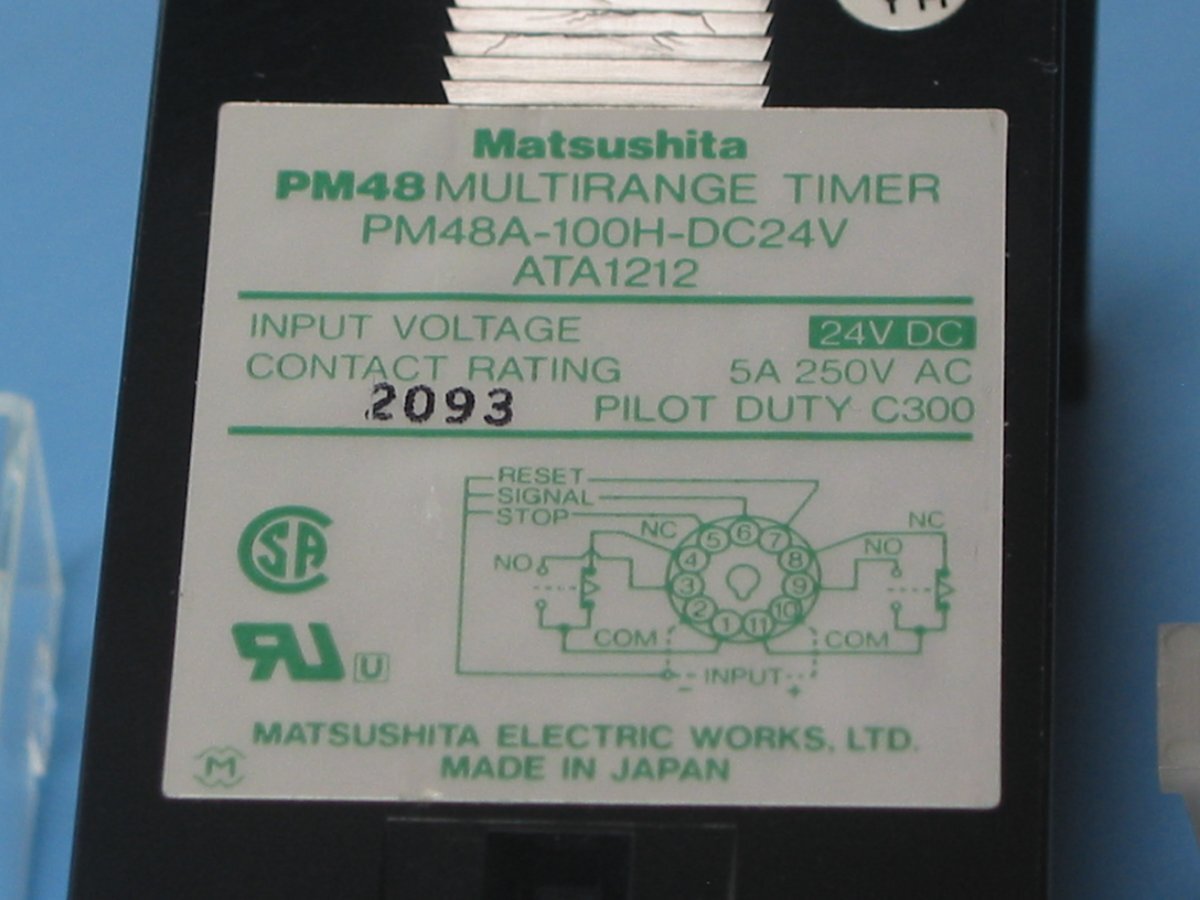 YH
Matsushita
PM48 MULTIRANGE TIMER
PM48A-100H-DC24V
ATA1212
INPUT VOLTAGE 24V DC
CONTACT RATING 5A 250V AC
2093 PILOT DUTY C300
RESET
SIGNAL
STOP
NC
NC
NO
NO
5 6 7
4 8
3 9
2 10
1 11
COM
COM
- INPUT +
SA
RU U
M
MATSUSHITA ELECTRIC WORKS, LTD.
MADE IN JAPAN